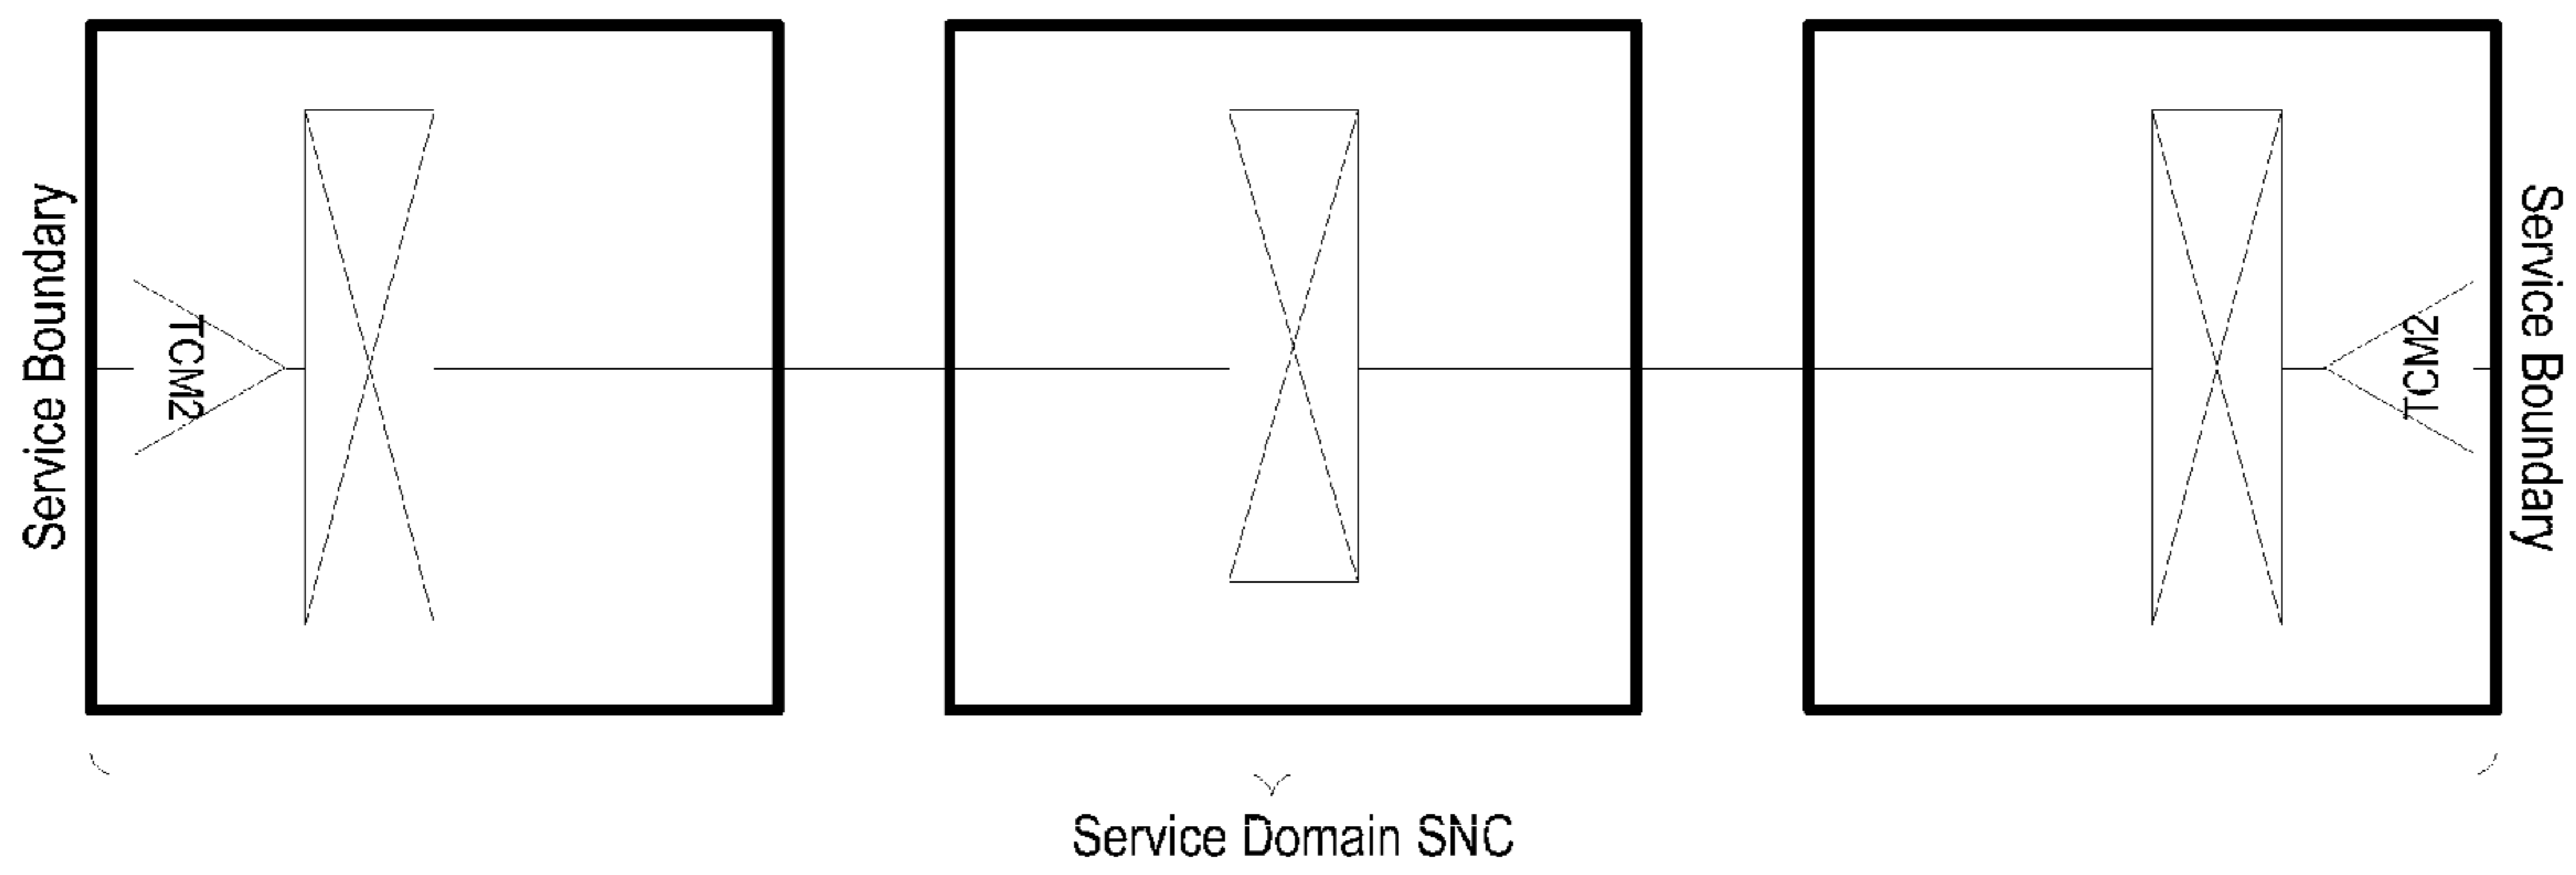 Service Boundary
TCM2
TCM2
Service Boundary
Service Domain SNC